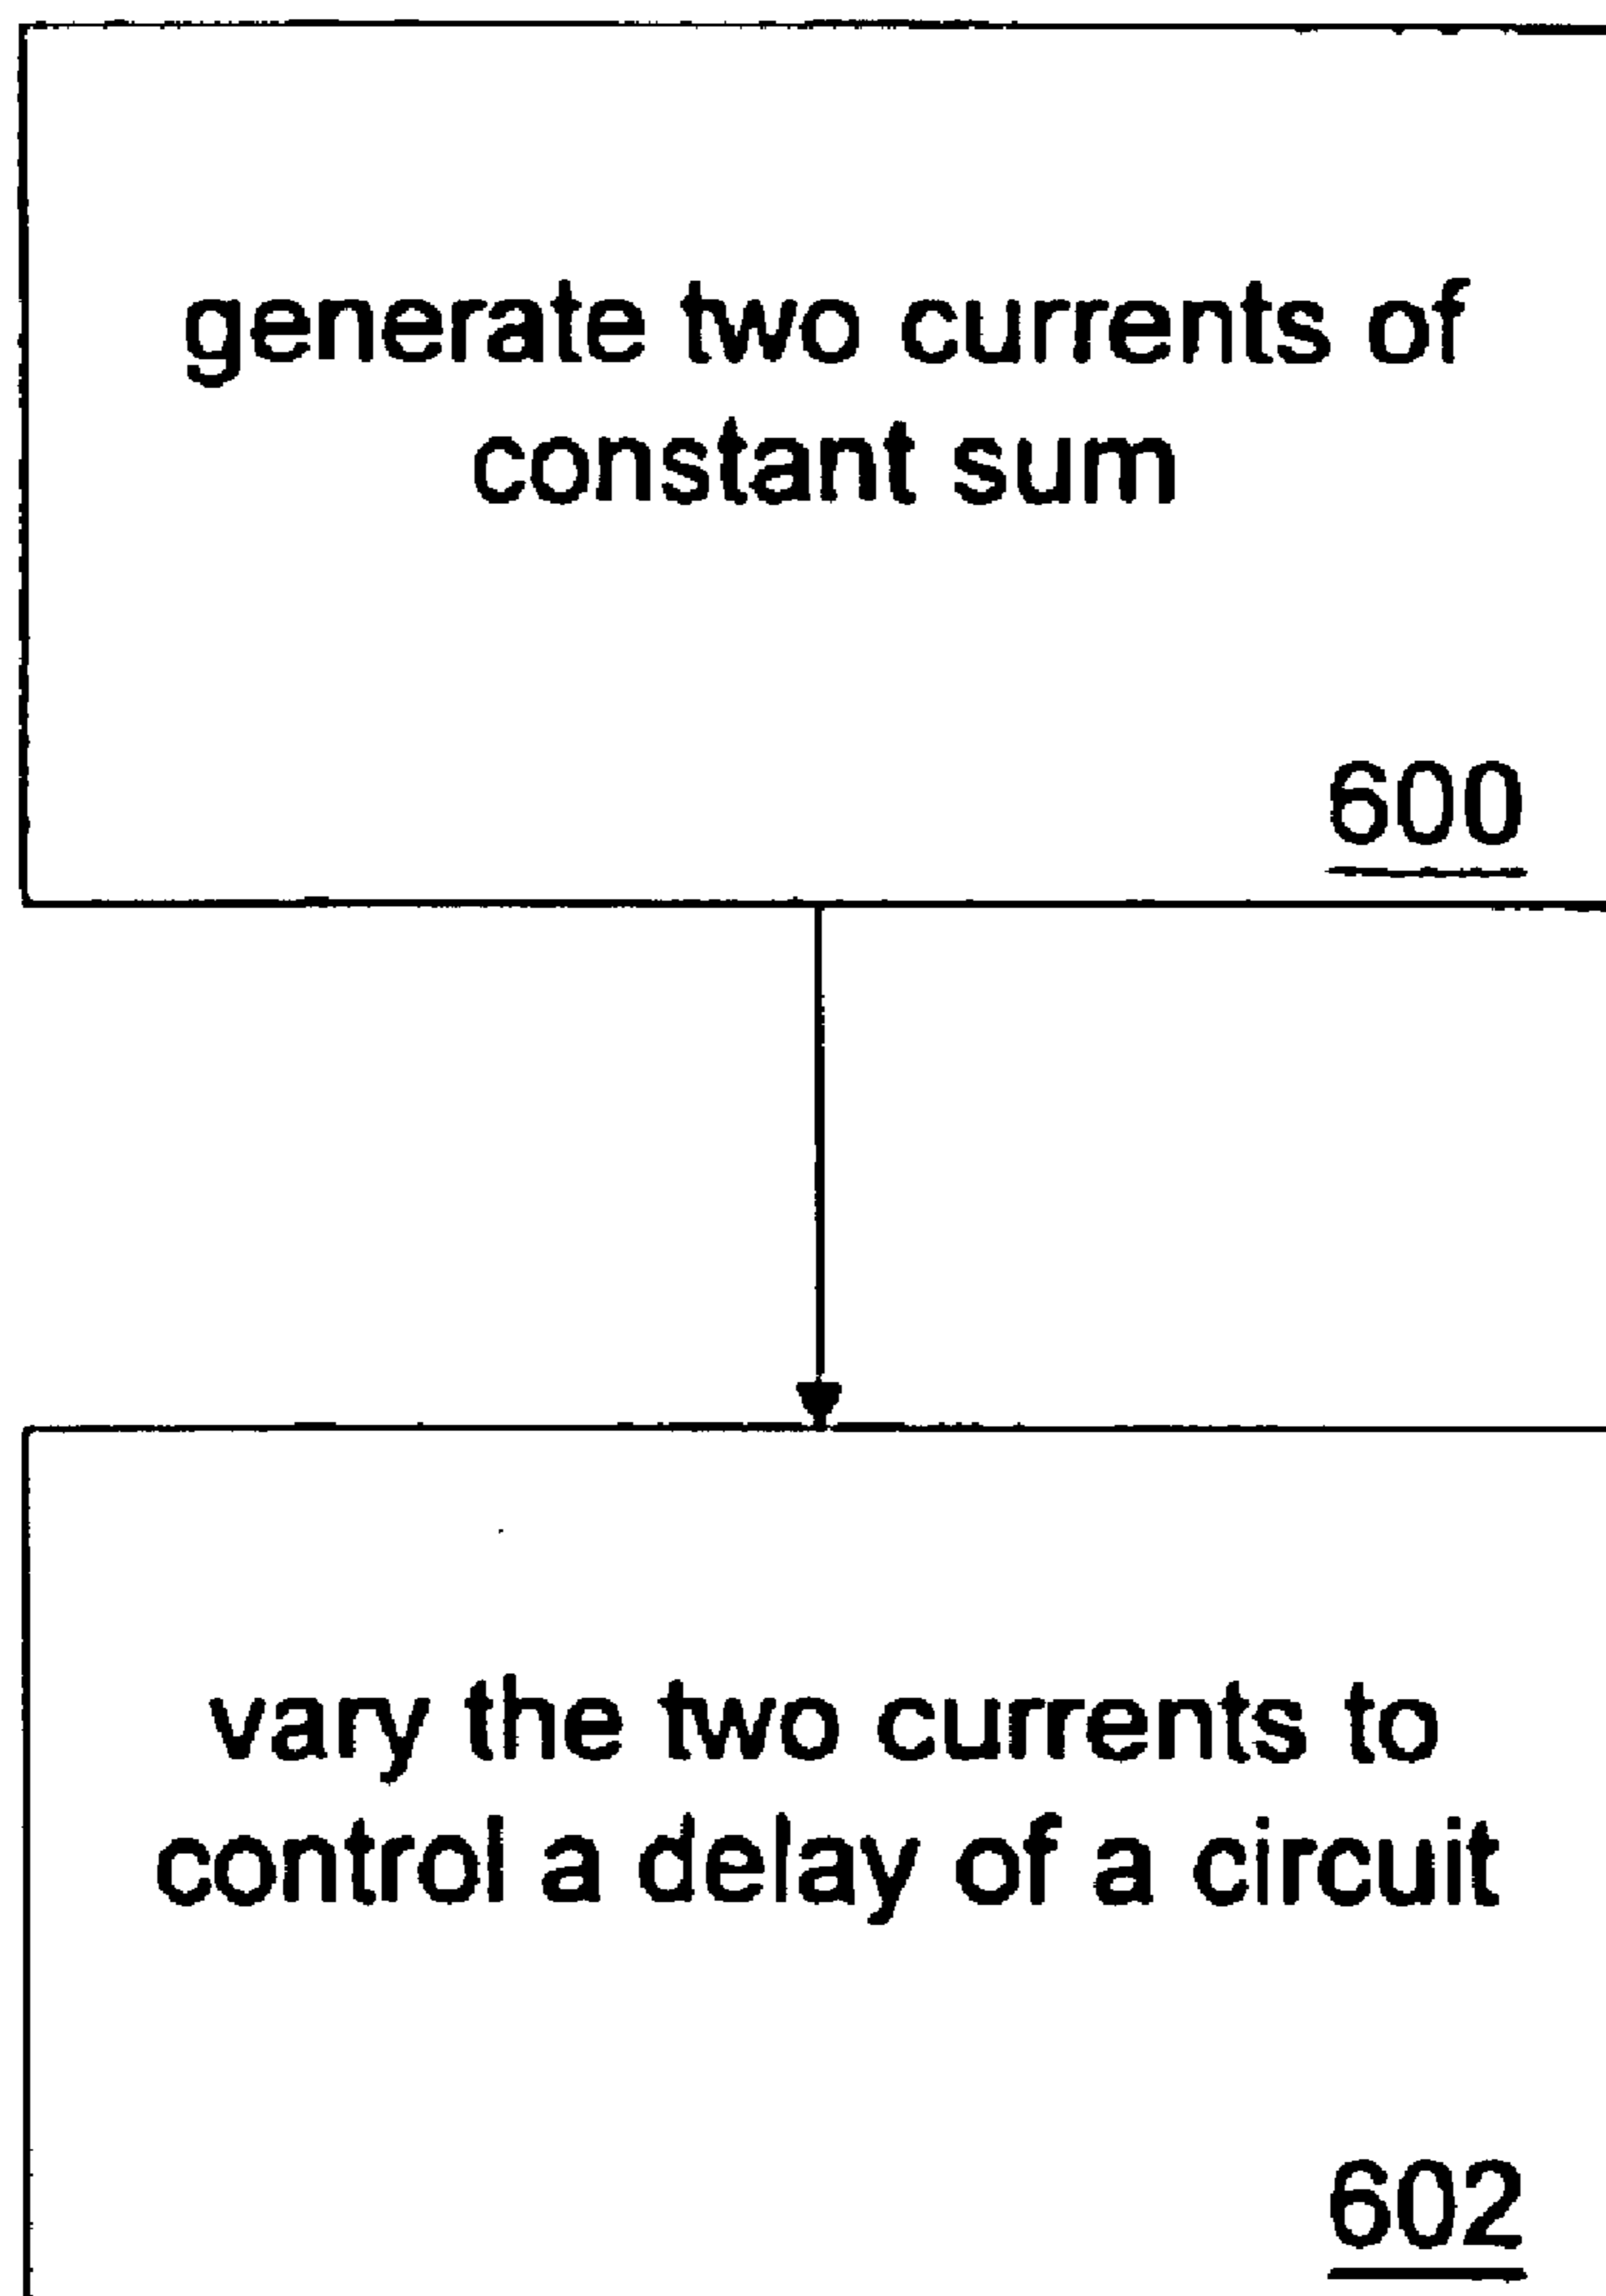 generate two currents of
constant sum
600
vary the two currents to
control a delay of a circuit
602